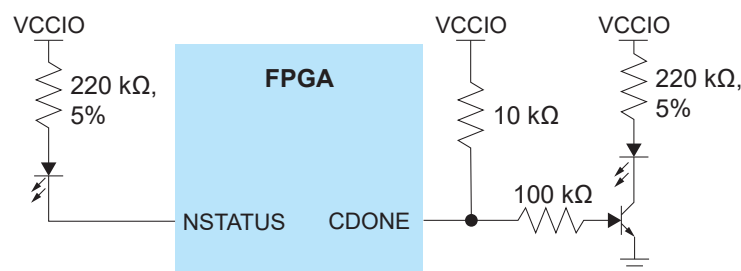 VCCIO
220 kΩ,
5%
FPGA
NSTATUS
CDONE
VCCIO
10 kΩ
100 kΩ
VCCIO
220 kΩ,
5%